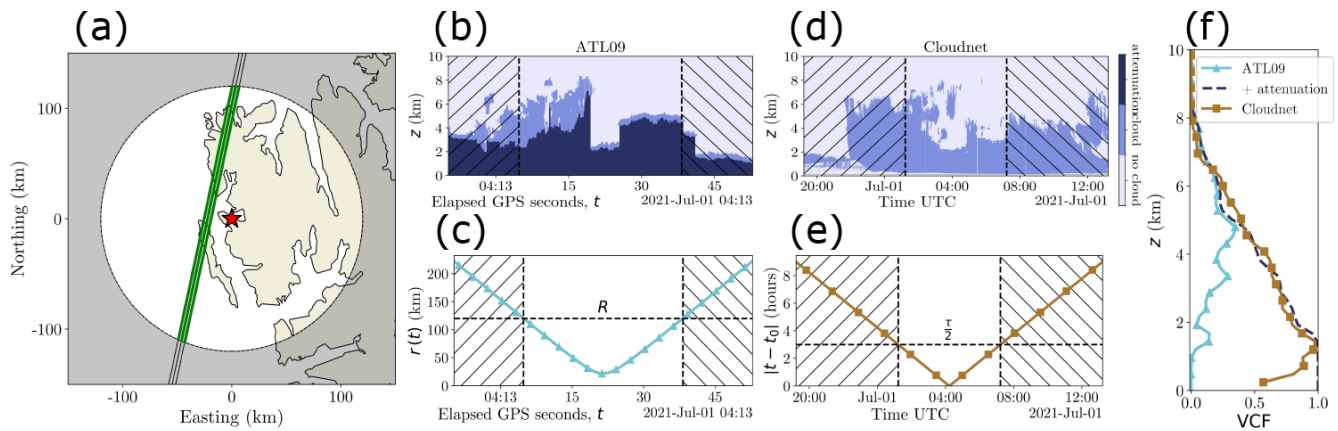 (a)
Northing (km)
100
0
-100
-100
0
100
Easting (km)
(b)
ATL09
z (km)
10
8
6
4
2
0
04:13
15
30
45
Elapsed GPS seconds, t
2021-Jul-01 04:13
(c)
r(t) (km)
200
150
100
50
0
R
04:13
15
30
45
Elapsed GPS seconds, t
2021-Jul-01 04:13
(d)
Cloudnet
z (km)
10
8
6
4
2
0
20:00
Jul-01
04:00
08:00
12:00
Time UTC
2021-Jul-01
attenuation
cloud
no cloud
(e)
|t − t₀| (hours)
8
6
4
2
0
τ/2
20:00
Jul-01
04:00
08:00
12:00
Time UTC
2021-Jul-01
(f)
ATL09
+ attenuation
Cloudnet
z (km)
10
8
6
4
2
0
0.0
0.5
1.0
VCF